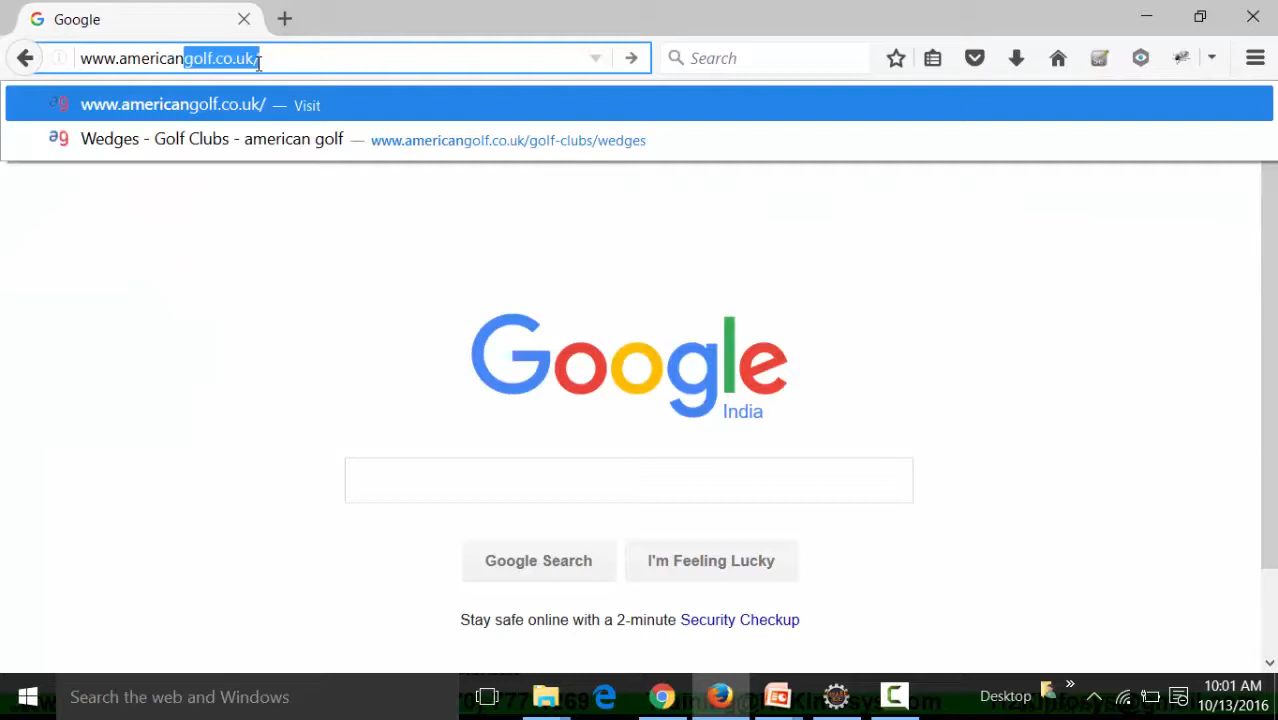 Google
www.americangolf.co.uk/
Search
www.americangolf.co.uk/ — Visit
Wedges - Golf Clubs - american golf — www.americangolf.co.uk/golf-clubs/wedges
Google
India
Google Search I'm Feeling Lucky
Stay safe online with a 2-minute Security Checkup
Search the web and Windows
Desktop
10:01 AM
10/13/2016